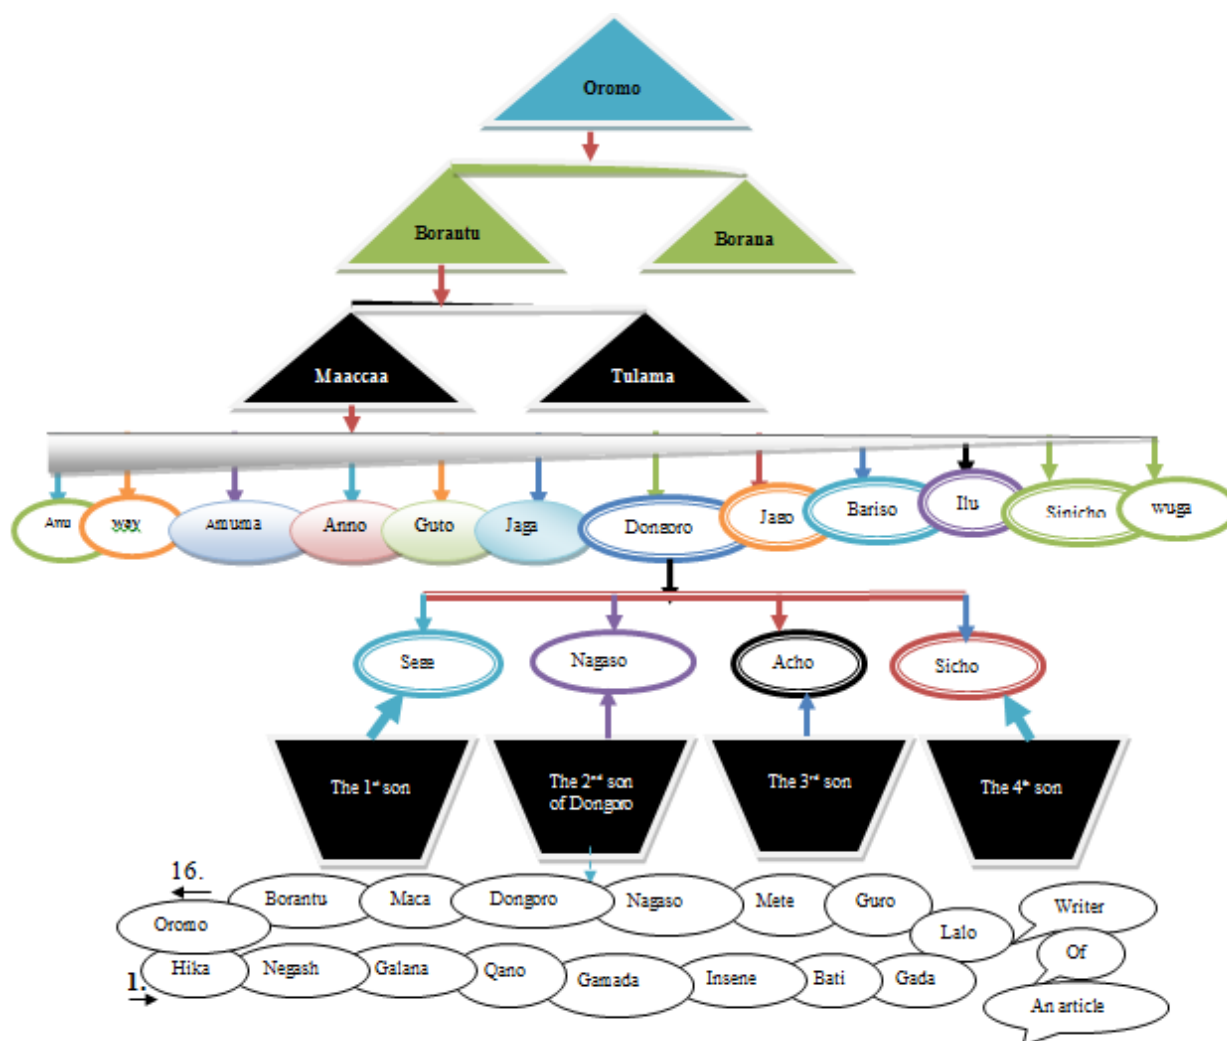 Oromo
Borantu
Borana
Maaccaa
Tulama
Amu
way
Amuma
Anno
Guto
Jaga
Dongoro
Jaso
Bariso
Ilu
Sinicho
wuga
Sege
Nagaso
Acho
Sicho
The 1st son
The 2nd son
of Dongoro
The 3rd son
The 4th son
16.
Borantu
Maca
Dongoro
Nagaso
Mete
Guro
Lalo
Writer
Oromo
Of
1.
Hika
Negash
Galana
Qano
Gamada
Insene
Bati
Gada
An article